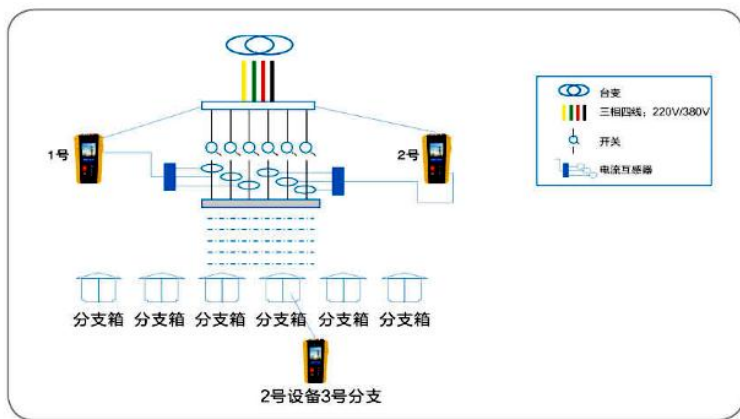 台变
三相四线：220V/380V
开关
电流互感器
1号
2号
分支箱 分支箱 分支箱 分支箱 分支箱 分支箱
2号设备3号分支